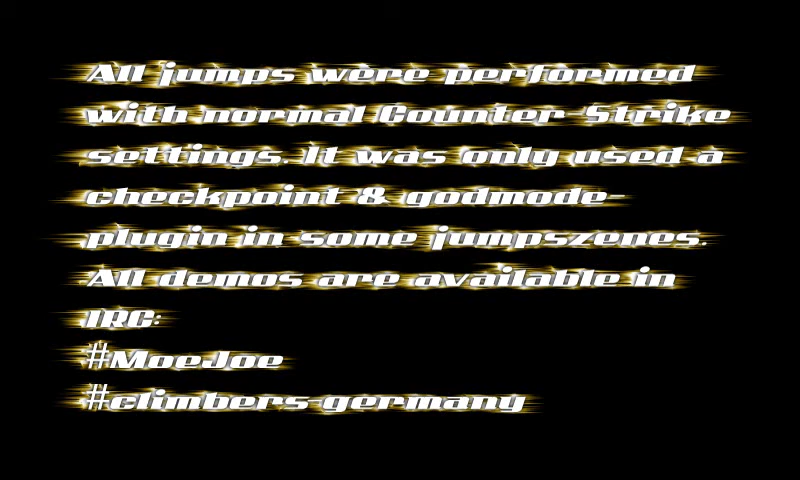 All jumps were performed
with normal Counter-Strike
settings. It was only used a
checkpoint & godmode-
plugin in some jumpszenes.
All demos are available in
IRC:
#MoeJoe
#climbers-germany